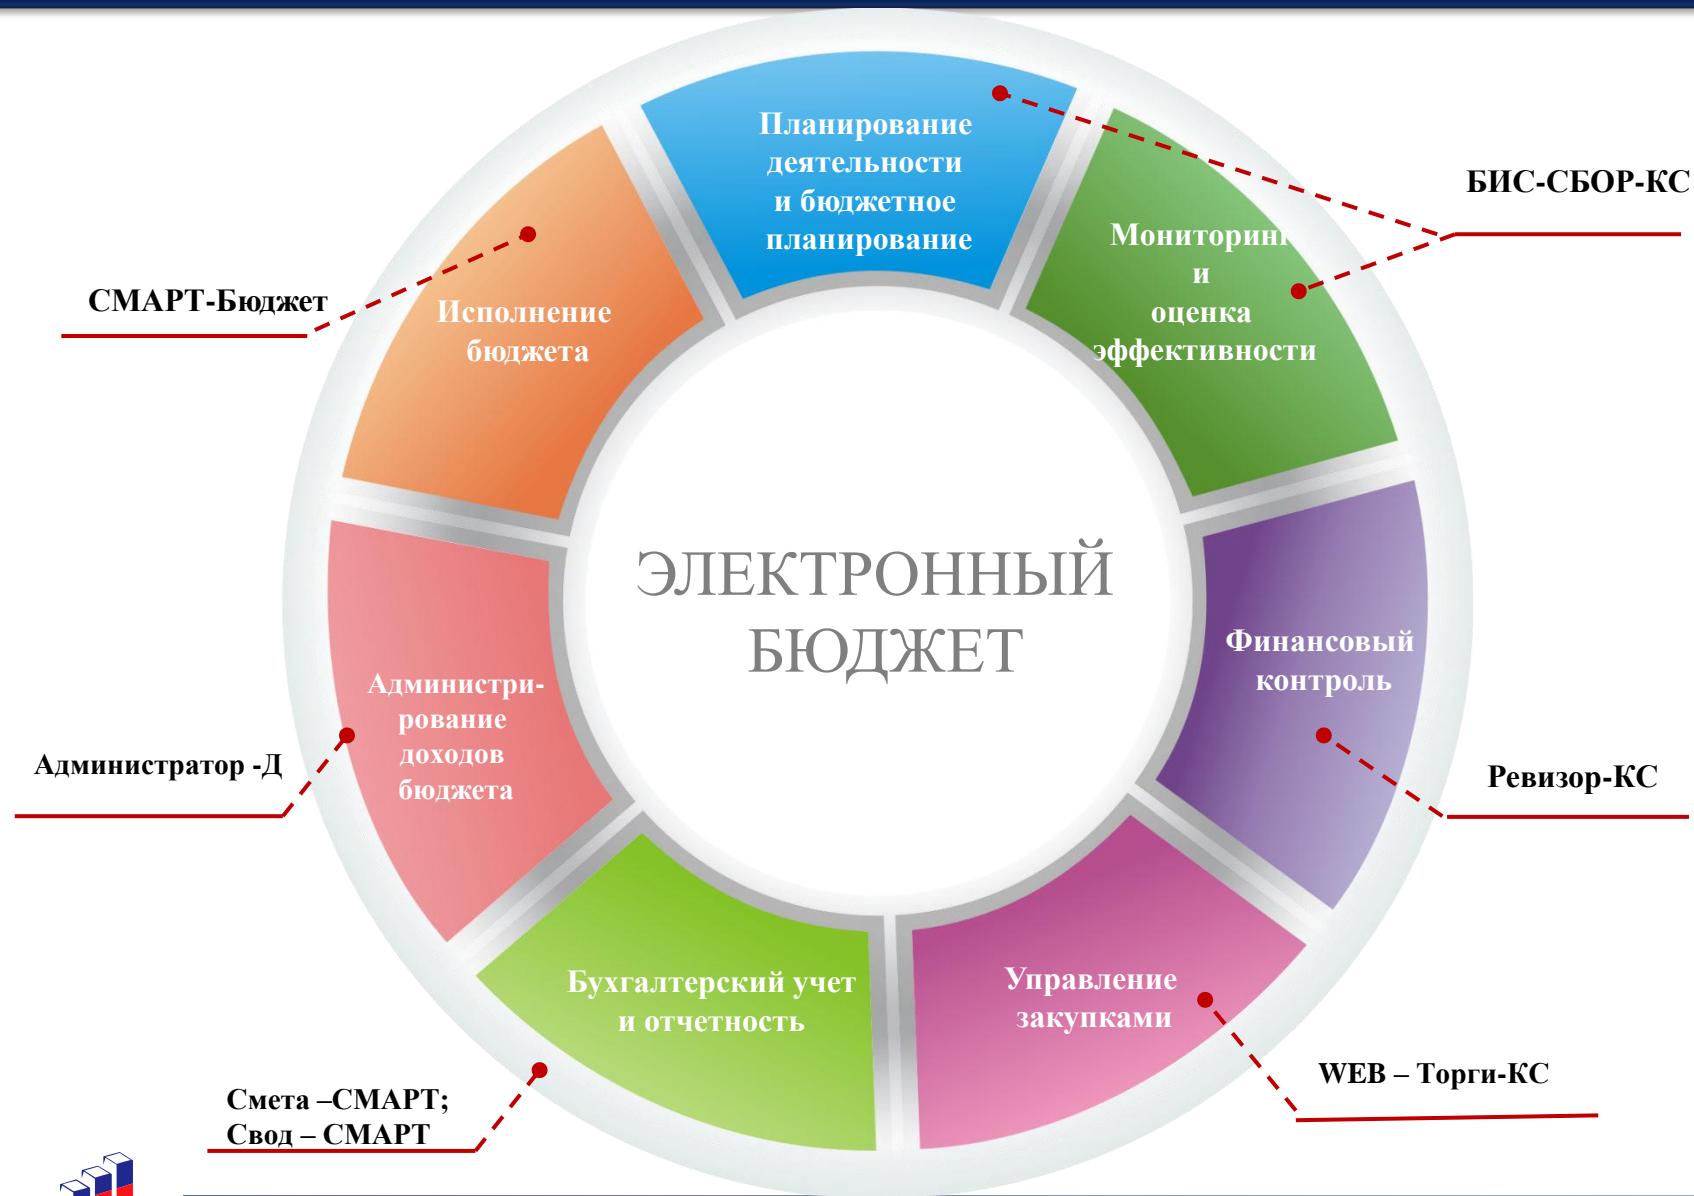 Планирование
деятельности
и бюджетное
планирование
БИС-СБОР-КС
Мониторинг
и
оценка
эффективности
СМАРТ-Бюджет
Исполнение
бюджета
ЭЛЕКТРОННЫЙ
БЮДЖЕТ
Финансовый
контроль
Администри-
рование
доходов
бюджета
Администратор -Д
Ревизор-КС
Бухгалтерский учет
и отчетность
Управление
закупками
WEB – Торги-КС
Смета –СМАРТ;
Свод – СМАРТ